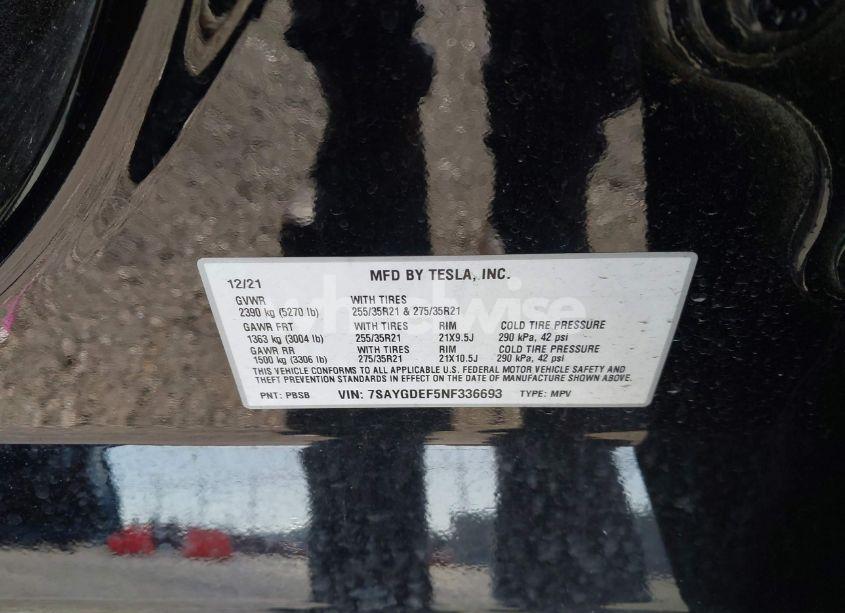 12/21 MFD BY TESLA, INC.
GVWR WITH TIRES
2390 kg (5270 lb) 255/35R21 & 275/35R21
GAWR FRT WITH TIRES RIM COLD TIRE PRESSURE
1363 kg (3004 lb) 255/35R21 21X9.5J 290 kPa, 42 psi
GAWR RR WITH TIRES RIM COLD TIRE PRESSURE
1500 kg (3306 lb) 275/35R21 21X10.5J 290 kPa, 42 psi
THIS VEHICLE CONFORMS TO ALL APPLICABLE U.S. FEDERAL MOTOR VEHICLE SAFETY AND
THEFT PREVENTION STANDARDS IN EFFECT ON THE DATE OF MANUFACTURE SHOWN ABOVE.
PNT: PBSB VIN: 7SAYGDEF5NF336693 TYPE: MPV
wheelwise